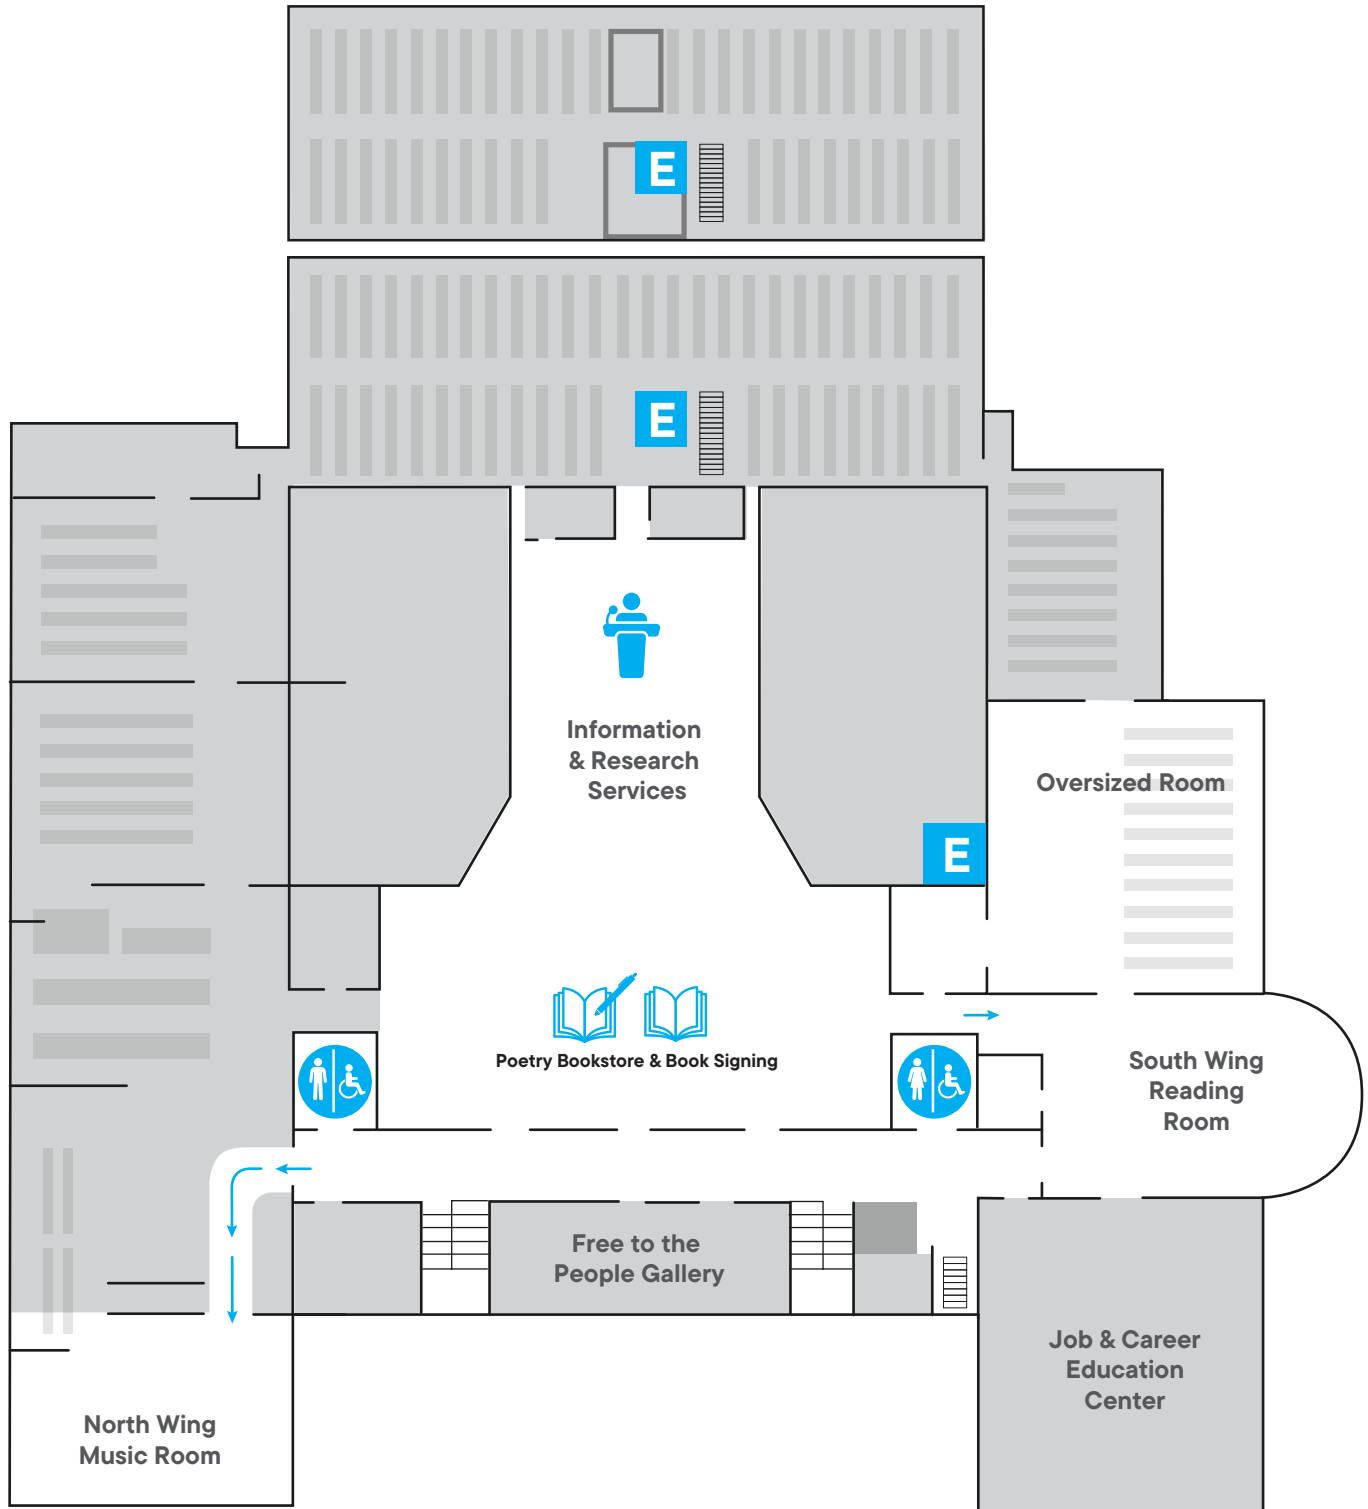 E
E
Information
& Research
Services
Oversized Room
E
Poetry Bookstore & Book Signing
South Wing
Reading
Room
Free to the
People Gallery
Job & Career
Education
Center
North Wing
Music Room